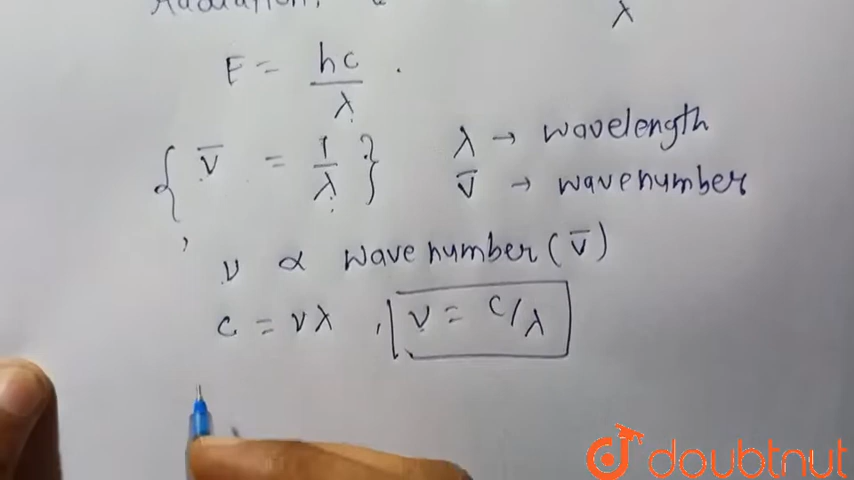 λ
E = hc/λ .
{ ν̄ = 1/λ } λ → wavelength
ν̄ → wavenumber
ν ∝ wave number (ν̄)
c = νλ , ν = c/λ
doubtnut